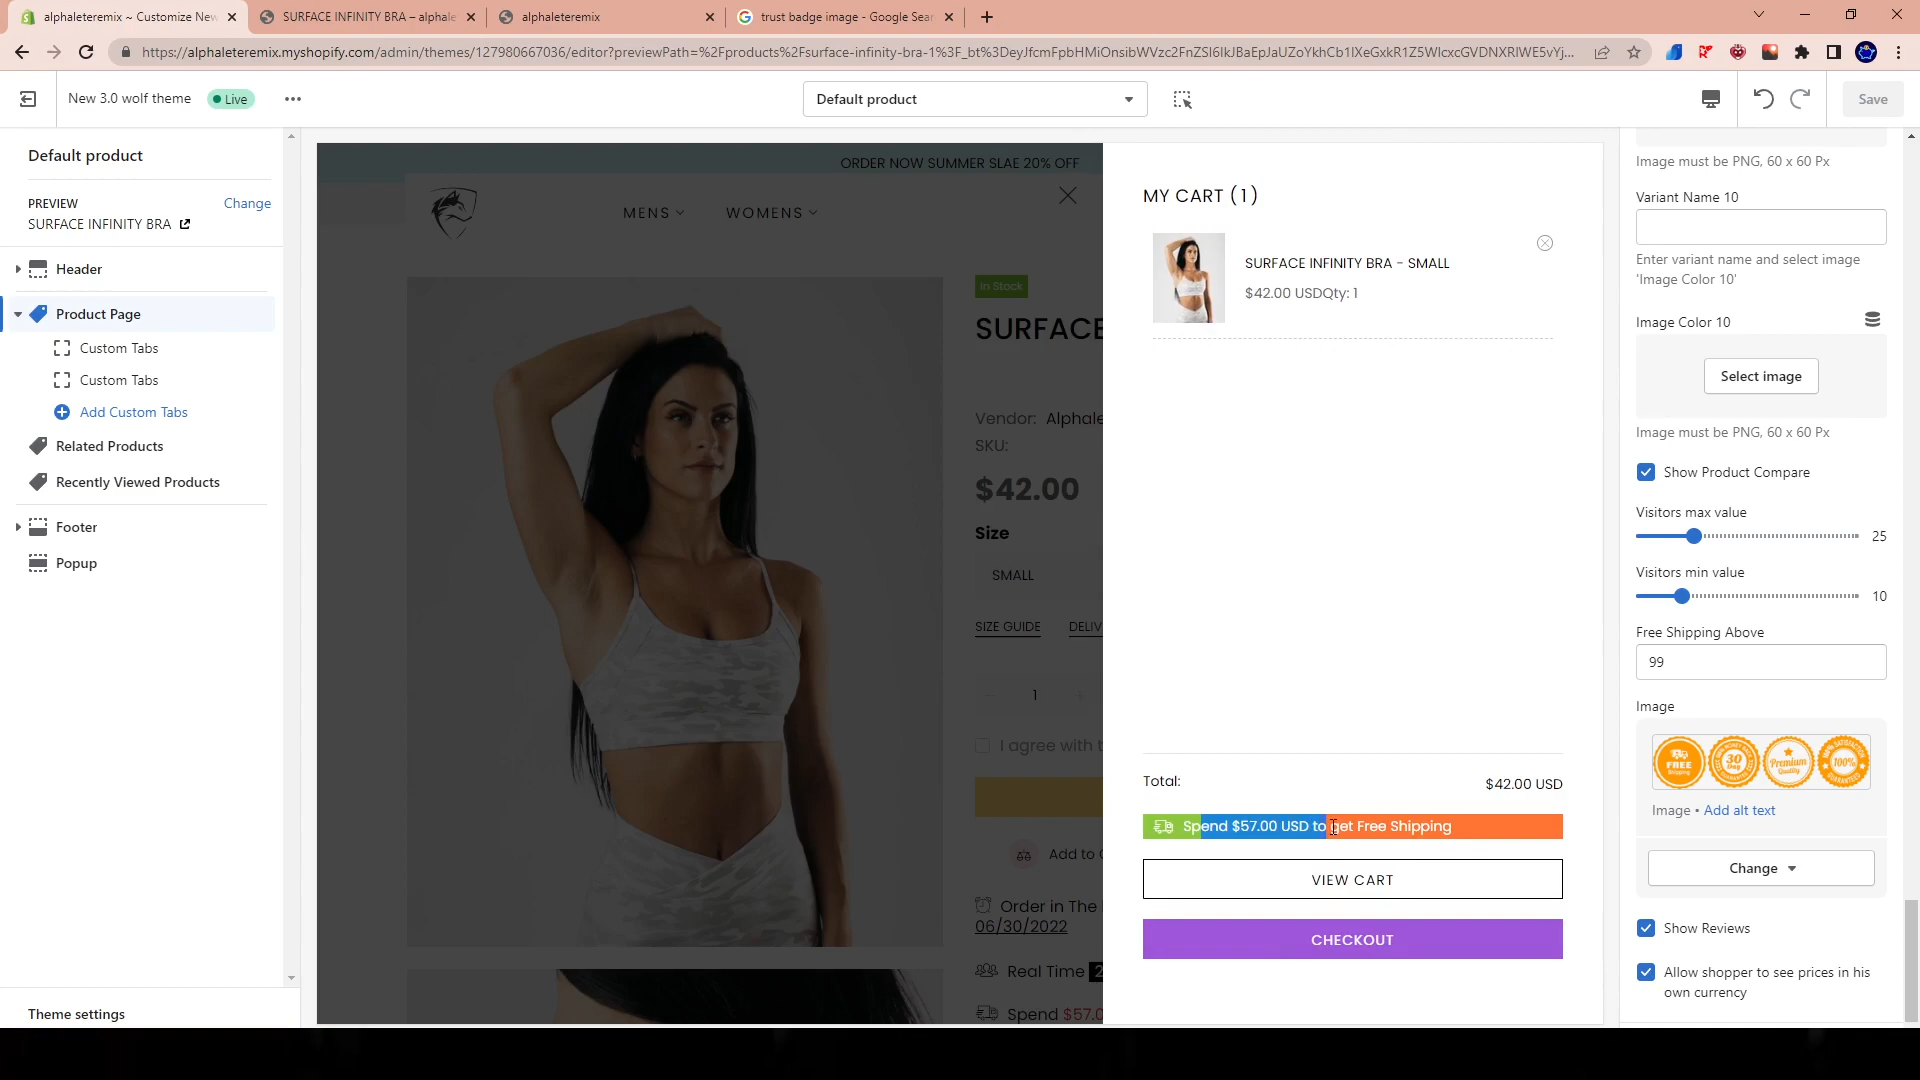 alphaleteremix ~ Customize New
SURFACE INFINITY BRA – alphale
alphaleteremix
trust badge image - Google Sear
https://alphaleteremix.myshopify.com/admin/themes/127980667036/editor?previewPath=%2Fproducts%2Fsurface-infinity-bra-1%3F_bt%3DeyJfcmFpbHMiOnsibWVzc2FnZSI6IkJBaEpJaUZoYkhCb1lXeGxkR1Z5WlcxcGVDNXRlWE5vYj...
New 3.0 wolf theme
Live
Default product
Save
Default product
PREVIEW
Change
SURFACE INFINITY BRA
Header
Product Page
Custom Tabs
Custom Tabs
Add Custom Tabs
Related Products
Recently Viewed Products
Footer
Popup
Theme settings
ORDER NOW SUMMER SLAE 20% OFF
MENS
WOMENS
In Stock
SURFACE
Vendor: Alphale
SKU:
$42.00
Size
SMALL
SIZE GUIDE
DELIV
1
I agree with t
Add to C
Order in The
06/30/2022
Real Time 2
Spend $57.0
MY CART (1)
SURFACE INFINITY BRA - SMALL
$42.00 USDQty: 1
Total:
$42.00 USD
Spend $57.00 USD to get Free Shipping
VIEW CART
CHECKOUT
Image must be PNG, 60 x 60 Px
Variant Name 10
Enter variant name and select image
'Image Color 10'
Image Color 10
Select image
Image must be PNG, 60 x 60 Px
Show Product Compare
Visitors max value
25
Visitors min value
10
Free Shipping Above
99
Image
FREE
Shipping
30
Day
Premium
Quality
100%
Image • Add alt text
Change
Show Reviews
Allow shopper to see prices in his
own currency